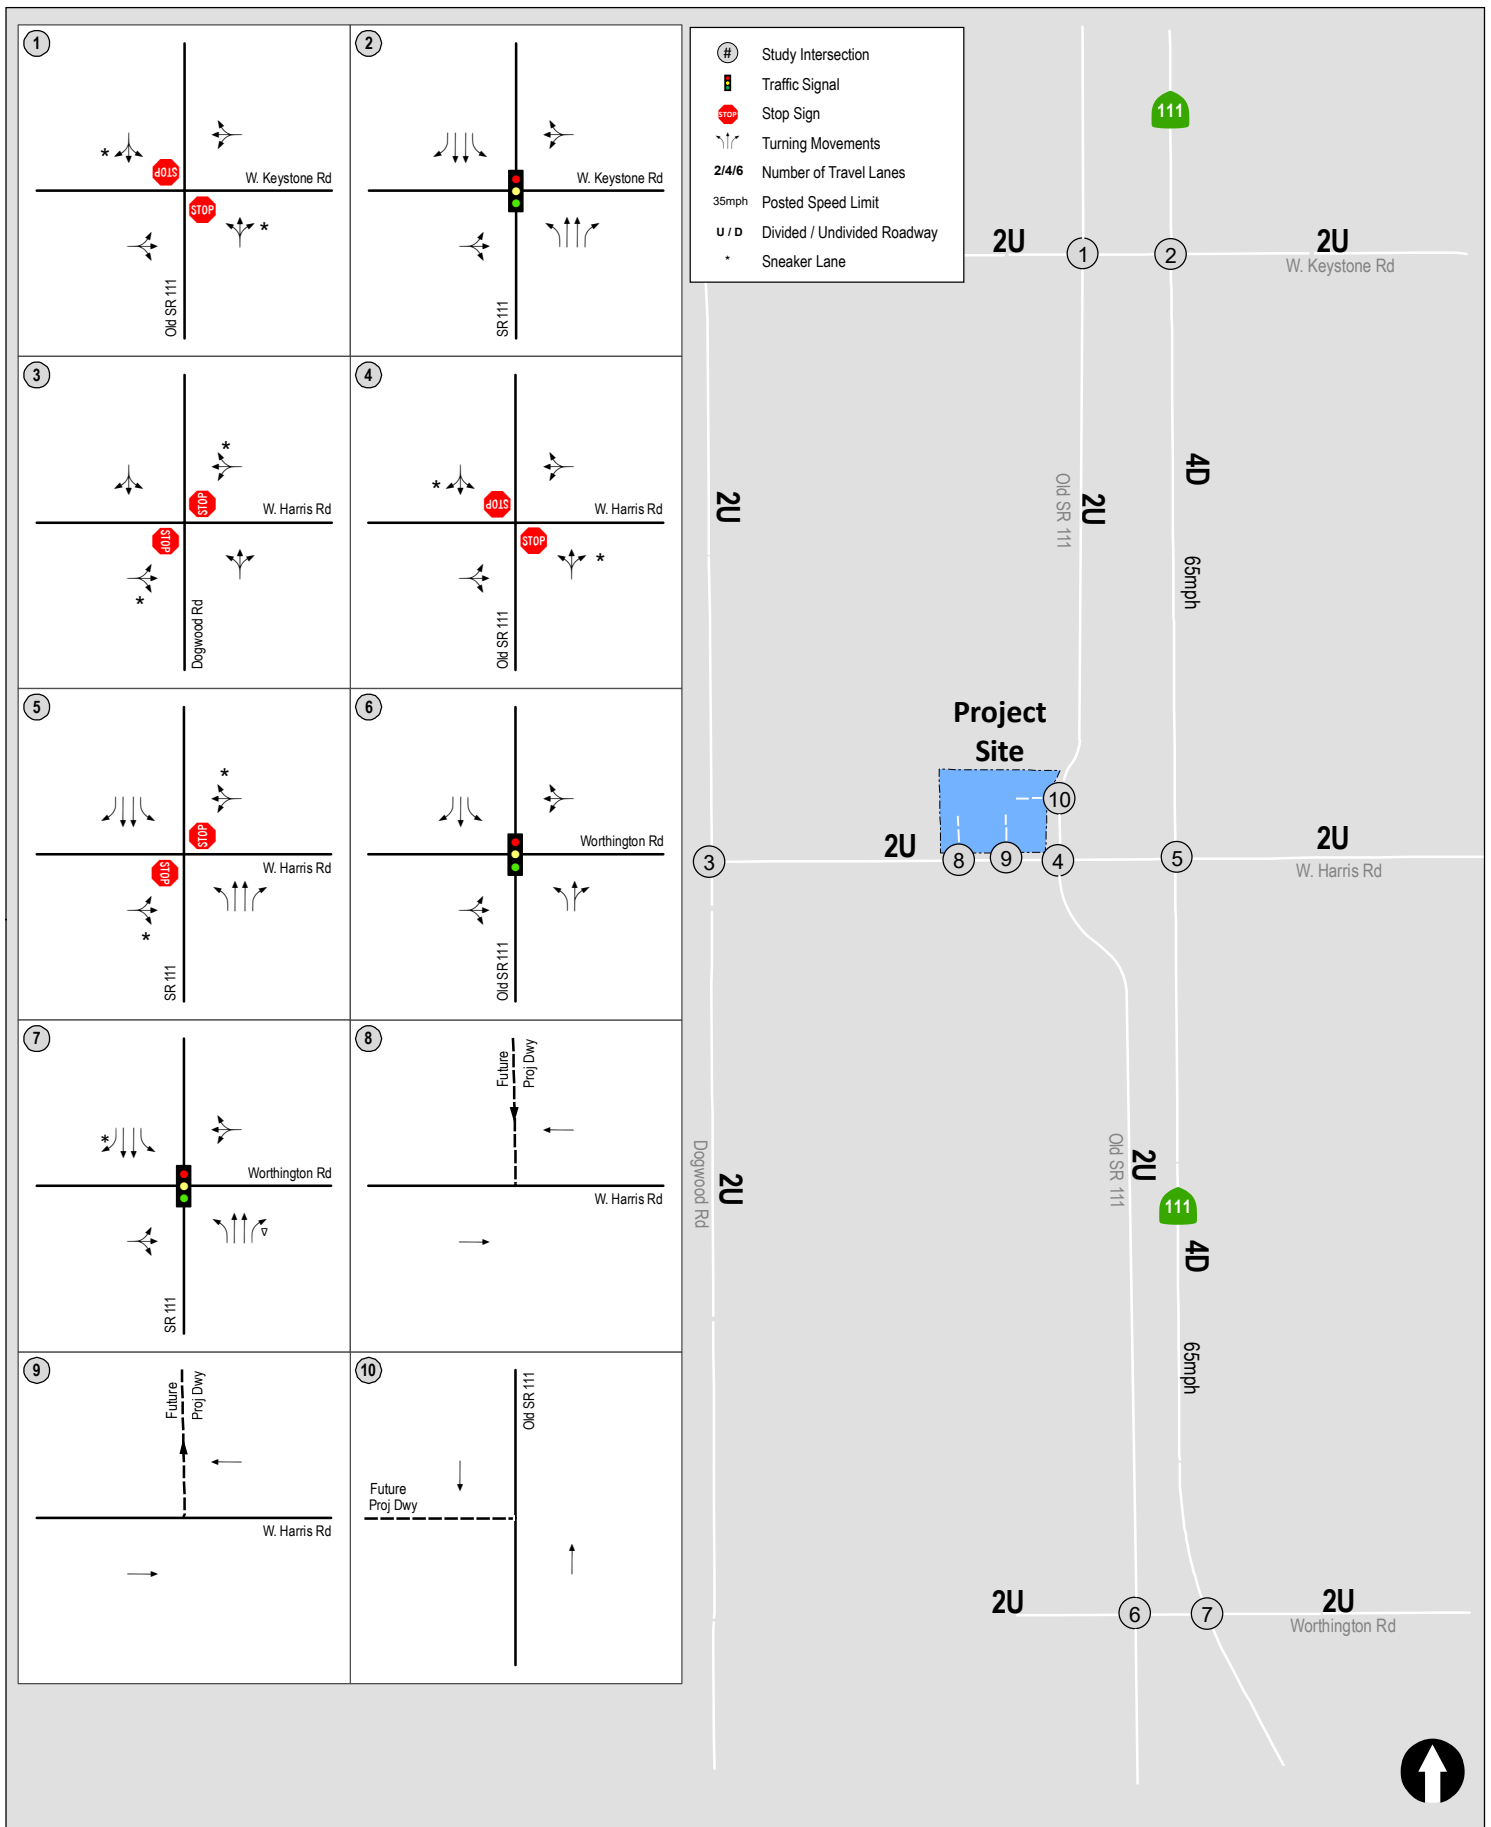 1
STOP
STOP
*
*
W. Keystone Rd
Old SR 111
2
W. Keystone Rd
SR 111
3
*
STOP
STOP
*
W. Harris Rd
Dogwood Rd
4
*
STOP
STOP
*
W. Harris Rd
Old SR 111
5
*
STOP
STOP
*
W. Harris Rd
SR 111
6
Worthington Rd
Old SR 111
7
*
Worthington Rd
SR 111
8
Future
Proj Dwy
W. Harris Rd
9
Future
Proj Dwy
W. Harris Rd
10
Old SR 111
Future
Proj Dwy
# Study Intersection
Traffic Signal
STOP Stop Sign
Turning Movements
2/4/6 Number of Travel Lanes
35mph Posted Speed Limit
U / D Divided / Undivided Roadway
* Sneaker Lane
111
2U
1
2
2U
W. Keystone Rd
2U
Old SR 111
2U
4D
65mph
Project
Site
10
3
2U
8
9
4
5
2U
W. Harris Rd
Dogwood Rd
2U
Old SR 111
2U
111
4D
65mph
2U
6
7
2U
Worthington Rd